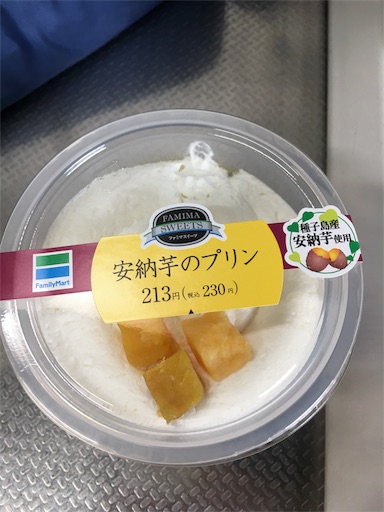 FAMIMA
SWEETS
ファミマスイーツ
種子島産
安納芋使用
安納芋のプリン
FamilyMart
213円(税込230円)